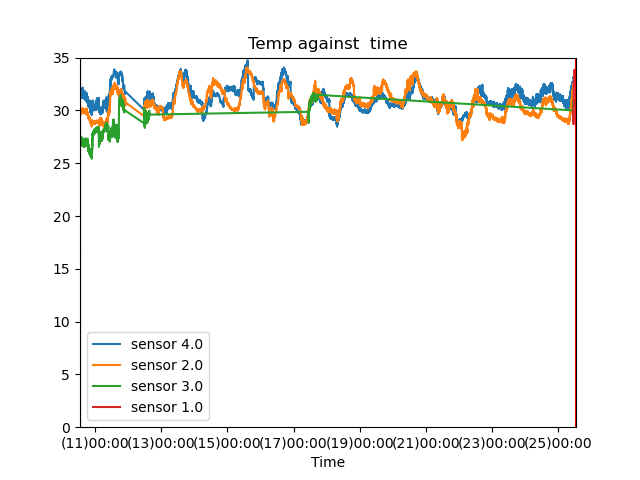 Temp against  time
35
30
25
20
15
10
5
0
sensor 4.0
sensor 2.0
sensor 3.0
sensor 1.0
(11)00:00(13)00:00(15)00:00(17)00:00(19)00:00(21)00:00(23)00:00(25)00:00
Time